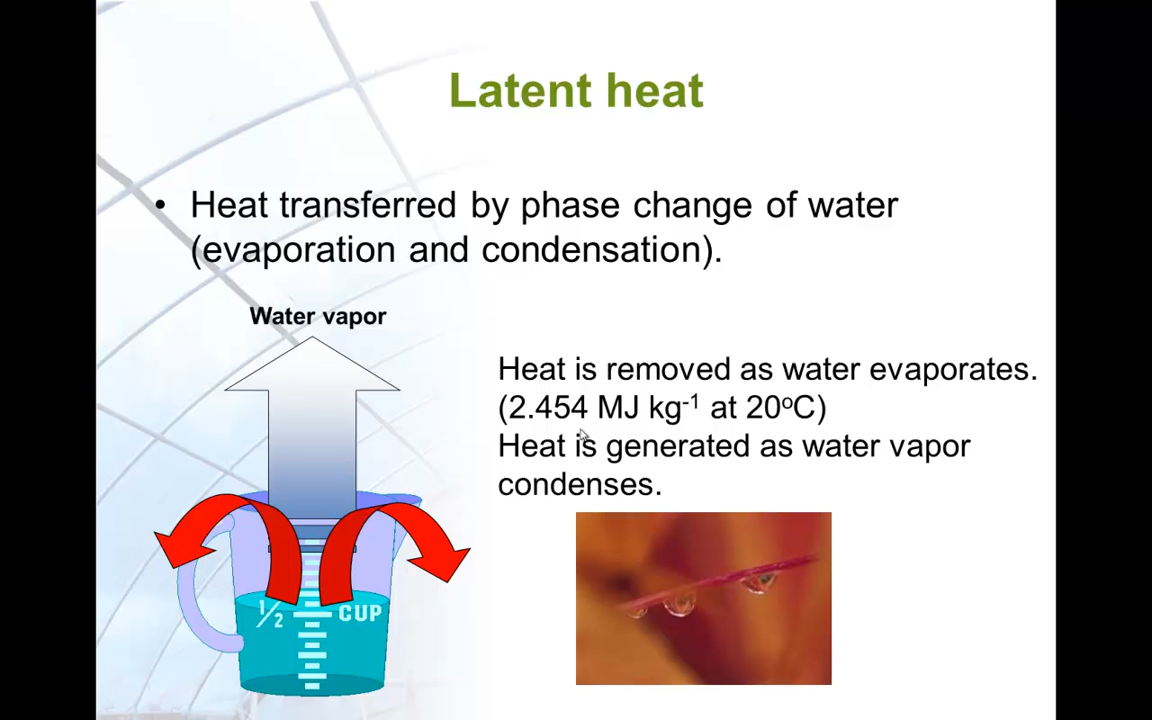 Latent heat
• Heat transferred by phase change of water
(evaporation and condensation).
Water vapor
Heat is removed as water evaporates.
(2.454 MJ kg⁻¹ at 20ºC)
Heat is generated as water vapor
condenses.
½ CUP